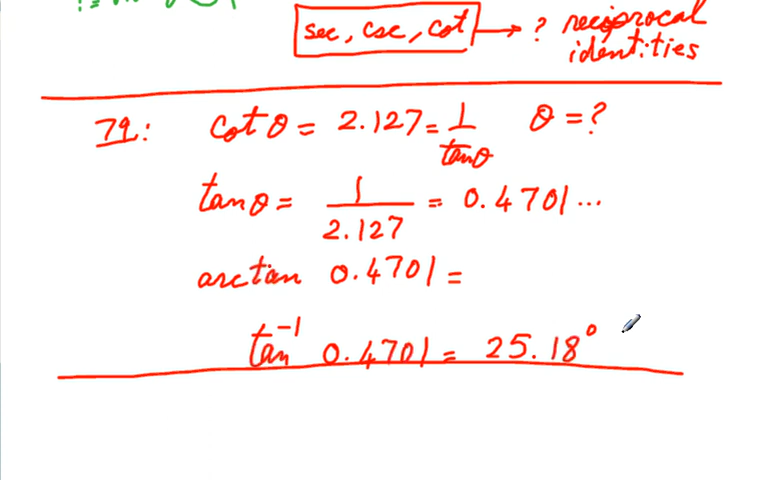 sec, csc, cot → ? reciprocal identities
79: cot θ = 2.127 = 1/tanθ θ = ?
tan θ = 1/2.127 = 0.4701...
arctan 0.4701 =
tan⁻¹ 0.4701 = 25.18°